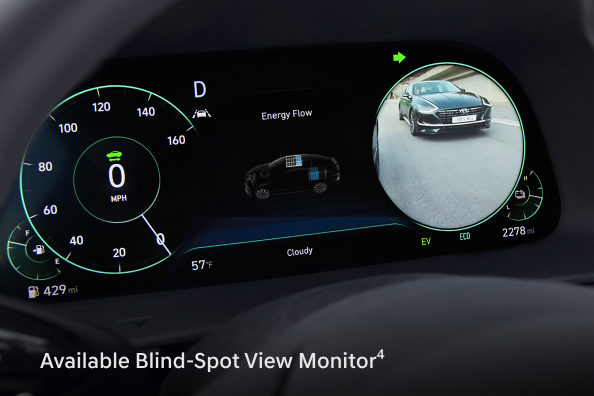 D
Energy Flow
120
100
140
160
80
0
MPH
60
40
20
0
F
E
H
EV
ECO
Cloudy
57°F
429 mi
2278 mi
Available Blind-Spot View Monitor4